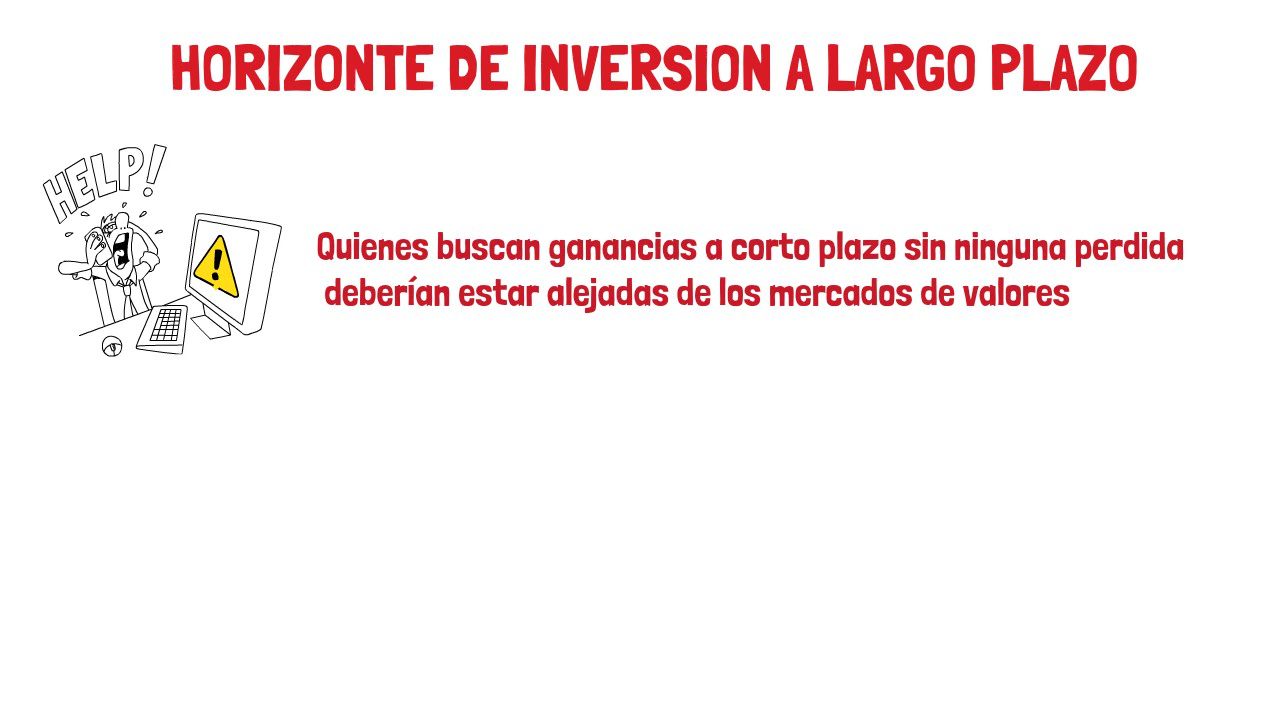 HORIZONTE DE INVERSION A LARGO PLAZO
HELP!
Quienes buscan ganancias a corto plazo sin ninguna perdida
deberían estar alejadas de los mercados de valores